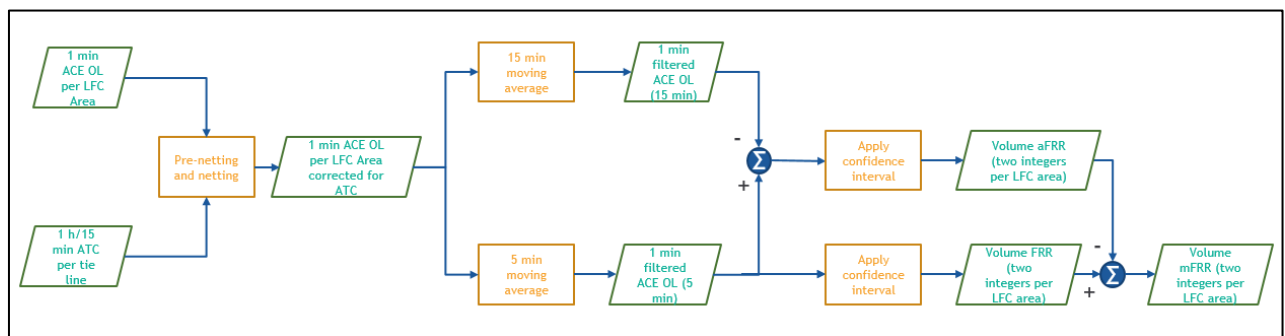 1 min
ACE OL
per LFC
Area
Pre-netting
and netting
1 h/15
min ATC
per tie
line
1 min ACE OL
per LFC Area
corrected for
ATC
15 min
moving
average
1 min
filtered
ACE OL
(15 min)
5 min
moving
average
1 min
filtered
ACE OL (5
min)
-
Σ
+
Apply
confidence
interval
Volume aFRR
(two integers
per LFC area)
Apply
confidence
interval
Volume FRR
(two
integers per
LFC area)
-
Σ
+
Volume
mFRR (two
integers per
LFC area)